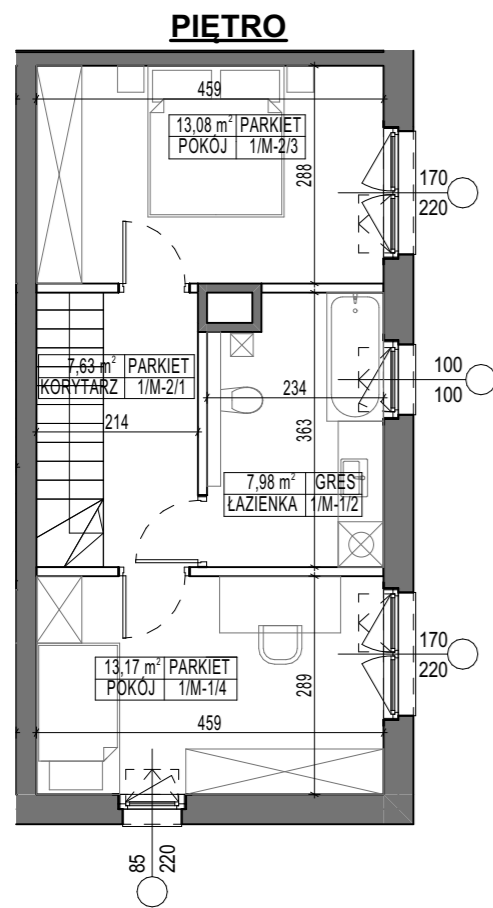 PIĘTRO
459
13,08 m² PARKIET
POKÓJ 1/M-2/3
288
170
220
7,63 m² PARKIET
KORYTARZ 1/M-2/1
100
100
234
214
363
7,98 m² GRES
ŁAZIENKA 1/M-1/2
170
220
13,17 m² PARKIET
POKÓJ 1/M-1/4
289
459
85
220